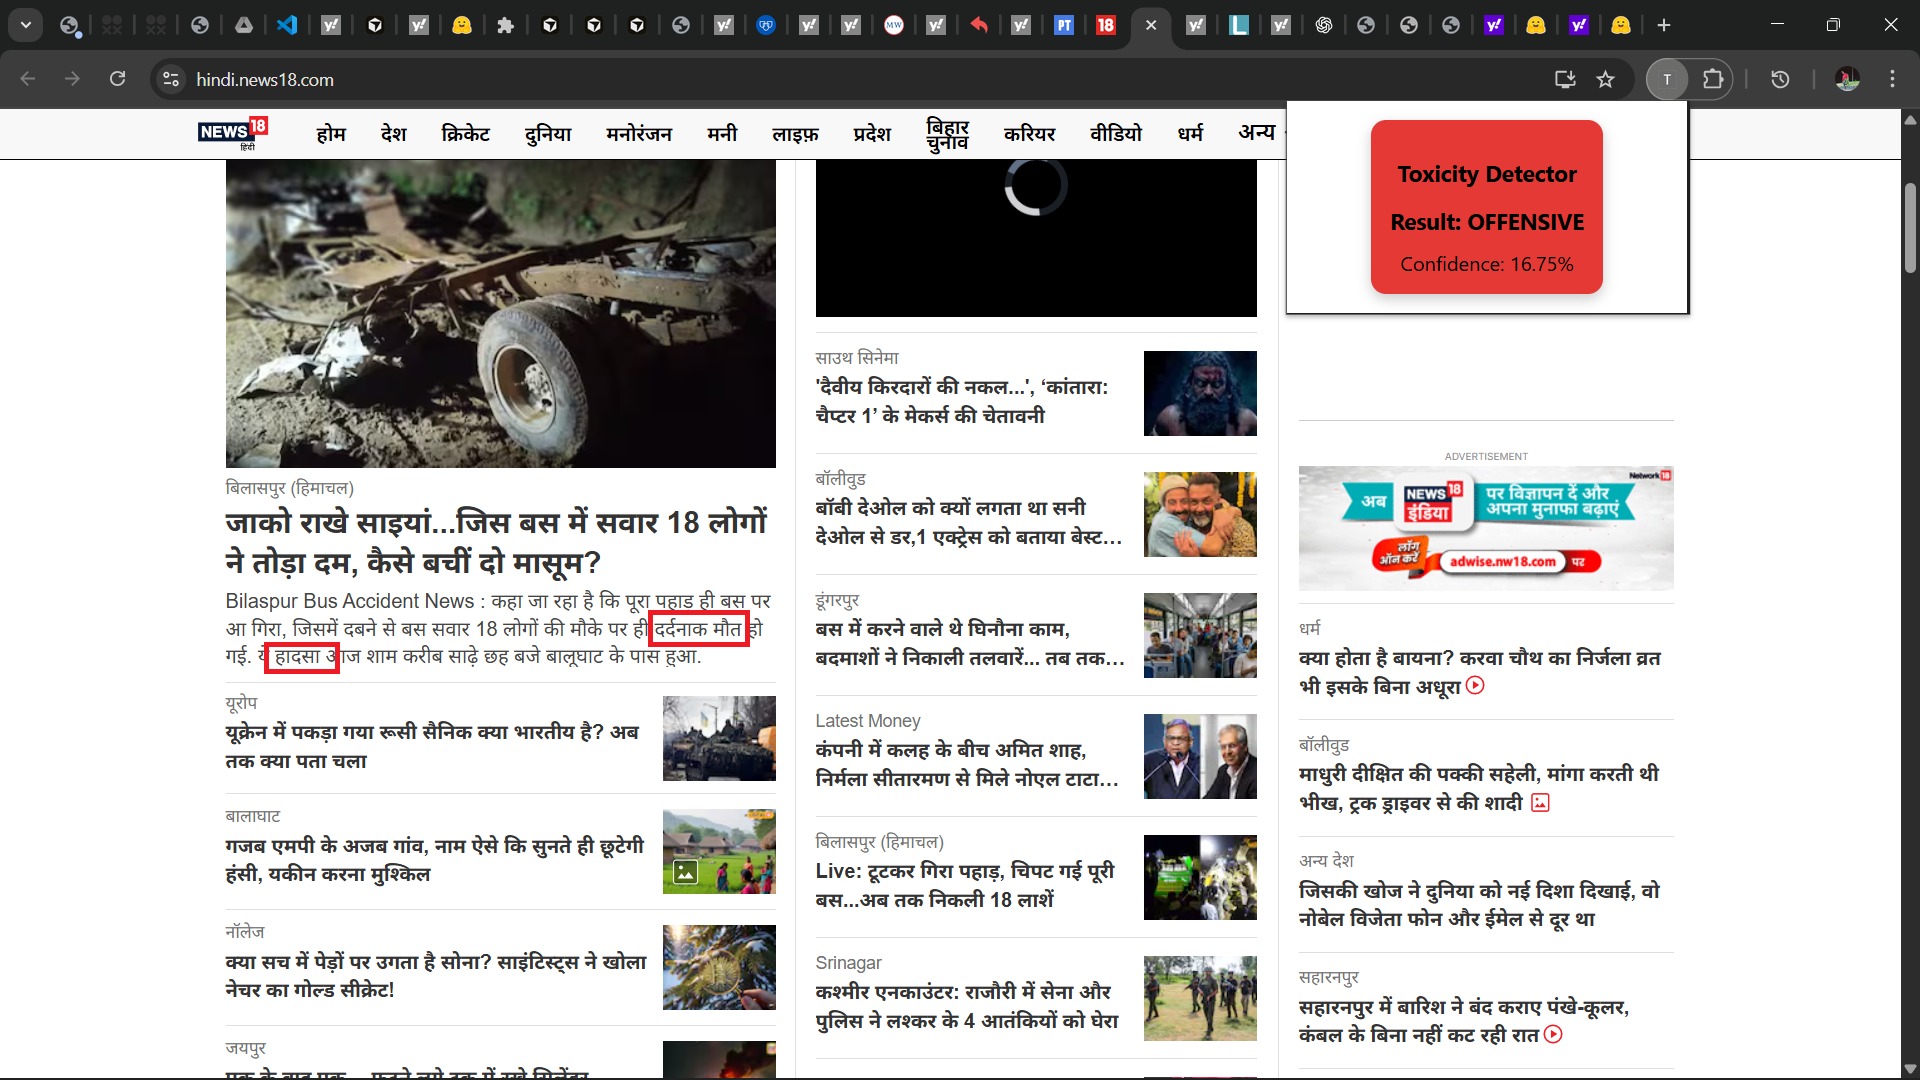 hindi.news18.com
T
NEWS 18
हिंदी
होम देश क्रिकेट दुनिया मनोरंजन मनी लाइफ़ प्रदेश बिहार चुनाव करियर वीडियो धर्म अन्य
Toxicity Detector
Result: OFFENSIVE
Confidence: 16.75%
बिलासपुर (हिमाचल)
जाको राखे साइयां...जिस बस में सवार 18 लोगों
ने तोड़ा दम, कैसे बचीं दो मासूम?
Bilaspur Bus Accident News : कहा जा रहा है कि पूरा पहाड़ ही बस पर
आ गिरा, जिसमें दबने से बस सवार 18 लोगों की मौके पर ही दर्दनाक मौत हो
गई. हादसा आज शाम करीब साढ़े छह बजे बालूघाट के पास हुआ.
यूरोप
यूक्रेन में पकड़ा गया रूसी सैनिक क्या भारतीय है? अब
तक क्या पता चला
बालाघाट
गजब एमपी के अजब गांव, नाम ऐसे कि सुनते ही छूटेगी
हंसी, यकीन करना मुश्किल
नॉलेज
क्या सच में पेड़ों पर उगता है सोना? साइंटिस्ट्स ने खोला
नेचर का गोल्ड सीक्रेट!
जयपुर
साउथ सिनेमा
'दैवीय किरदारों की नकल...', ‘कांतारा:
चैप्टर 1’ के मेकर्स की चेतावनी
बॉलीवुड
बॉबी देओल को क्यों लगता था सनी
देओल से डर,1 एक्ट्रेस को बताया बेस्ट...
डूंगरपुर
बस में करने वाले थे घिनौना काम,
बदमाशों ने निकाली तलवारें... तब तक...
Latest Money
कंपनी में कलह के बीच अमित शाह,
निर्मला सीतारमण से मिले नोएल टाटा...
बिलासपुर (हिमाचल)
Live: टूटकर गिरा पहाड़, चिपट गई पूरी
बस...अब तक निकली 18 लाशें
Srinagar
कश्मीर एनकाउंटर: राजौरी में सेना और
पुलिस ने लश्कर के 4 आतंकियों को घेरा
ADVERTISEMENT
Network18
अब NEWS 18 इंडिया पर विज्ञापन दें और
अपना मुनाफा बढ़ाएं
लॉग ऑन करें adwise.nw18.com पर
धर्म
क्या होता है बायना? करवा चौथ का निर्जला व्रत
भी इसके बिना अधूरा
बॉलीवुड
माधुरी दीक्षित की पक्की सहेली, मांगा करती थी
भीख, ट्रक ड्राइवर से की शादी
अन्य देश
जिसकी खोज ने दुनिया को नई दिशा दिखाई, वो
नोबेल विजेता फोन और ईमेल से दूर था
सहारनपुर
सहारनपुर में बारिश ने बंद कराए पंखे-कूलर,
कंबल के बिना नहीं कट रही रात